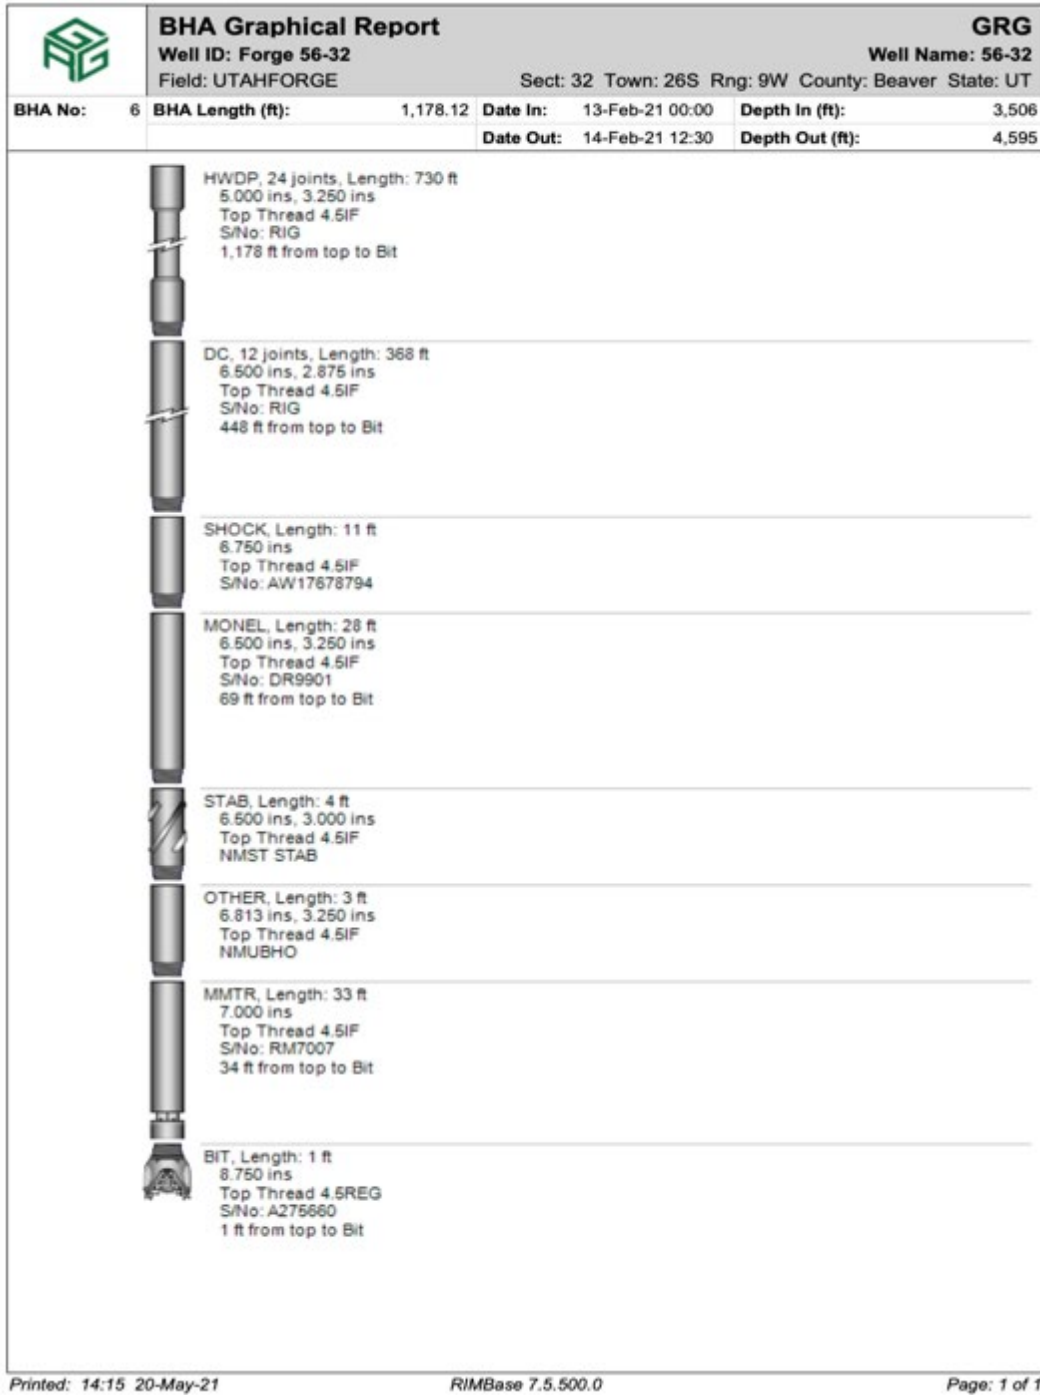 BHA Graphical Report GRG
Well ID: Forge 56-32 Well Name: 56-32
Field: UTAHFORGE Sect: 32 Town: 26S Rng: 9W County: Beaver State: UT
BHA No: 6 BHA Length (ft): 1,178.12 Date In: 13-Feb-21 00:00 Depth In (ft): 3,506
Date Out: 14-Feb-21 12:30 Depth Out (ft): 4,595
HWDP, 24 joints, Length: 730 ft
5.000 ins, 3.250 ins
Top Thread 4.5IF
S/No: RIG
1,178 ft from top to Bit
DC, 12 joints, Length: 368 ft
6.500 ins, 2.875 ins
Top Thread 4.5IF
S/No: RIG
448 ft from top to Bit
SHOCK, Length: 11 ft
6.750 ins
Top Thread 4.5IF
S/No: AW17678794
MONEL, Length: 28 ft
6.500 ins, 3.250 ins
Top Thread 4.5IF
S/No: DR9901
69 ft from top to Bit
STAB, Length: 4 ft
6.500 ins, 3.000 ins
Top Thread 4.5IF
NMST STAB
OTHER, Length: 3 ft
6.813 ins, 3.250 ins
Top Thread 4.5IF
NMUBHO
MMTR, Length: 33 ft
7.000 ins
Top Thread 4.5IF
S/No: RM7007
34 ft from top to Bit
BIT, Length: 1 ft
8.750 ins
Top Thread 4.5REG
S/No: A275660
1 ft from top to Bit
Printed: 14:15 20-May-21 RIMBase 7.5.500.0 Page: 1 of 1